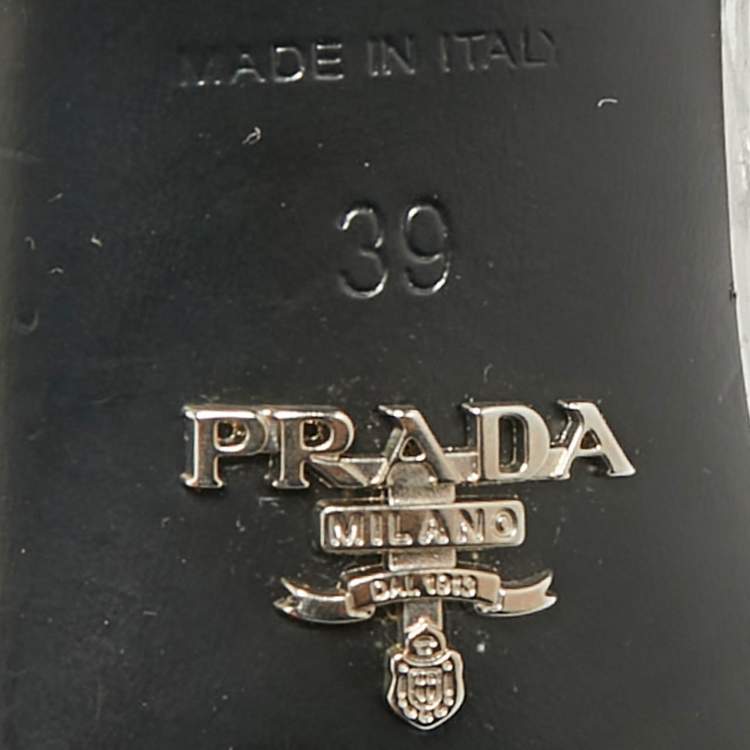 MADE IN ITALY
39
PRADA
MILANO
DAL 1913